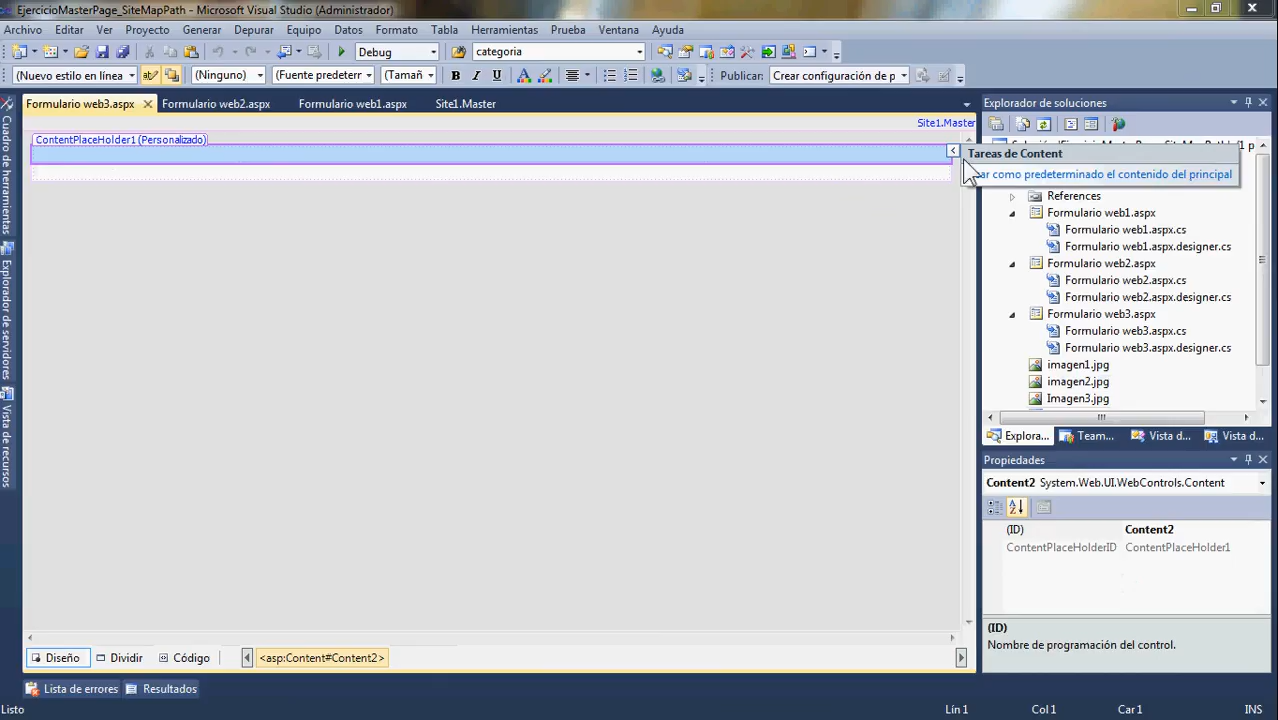 EjercicioMasterPage_SiteMapPath - Microsoft Visual Studio (Administrador)
Archivo Editar Ver Proyecto Generar Depurar Equipo Datos Formato Tabla Herramientas Prueba Ventana Ayuda
Debug categoria
(Nuevo estilo en línea (Ninguno) (Fuente predeterr (Tamañ B I U A Publicar: Crear configuración de p
Formulario web3.aspx Formulario web2.aspx Formulario web1.aspx Site1.Master
Site1.Master
ContentPlaceHolder1 (Personalizado)
Cuadro de herramientas
Explorador de servidores
Vista de recursos
Explorador de soluciones
Tareas de Content
ar como predeterminado el contenido del principal
References
Formulario web1.aspx
Formulario web1.aspx.cs
Formulario web1.aspx.designer.cs
Formulario web2.aspx
Formulario web2.aspx.cs
Formulario web2.aspx.designer.cs
Formulario web3.aspx
Formulario web3.aspx.cs
Formulario web3.aspx.designer.cs
imagen1.jpg
imagen2.jpg
Imagen3.jpg
Explora... Team... Vista d... Vista d...
Propiedades
Content2 System.Web.UI.WebControls.Content
(ID) Content2
ContentPlaceHolderID ContentPlaceHolder1
(ID)
Nombre de programación del control.
Diseño Dividir Código <asp:Content#Content2>
Lista de errores Resultados
Listo Lín 1 Col 1 Car 1 INS